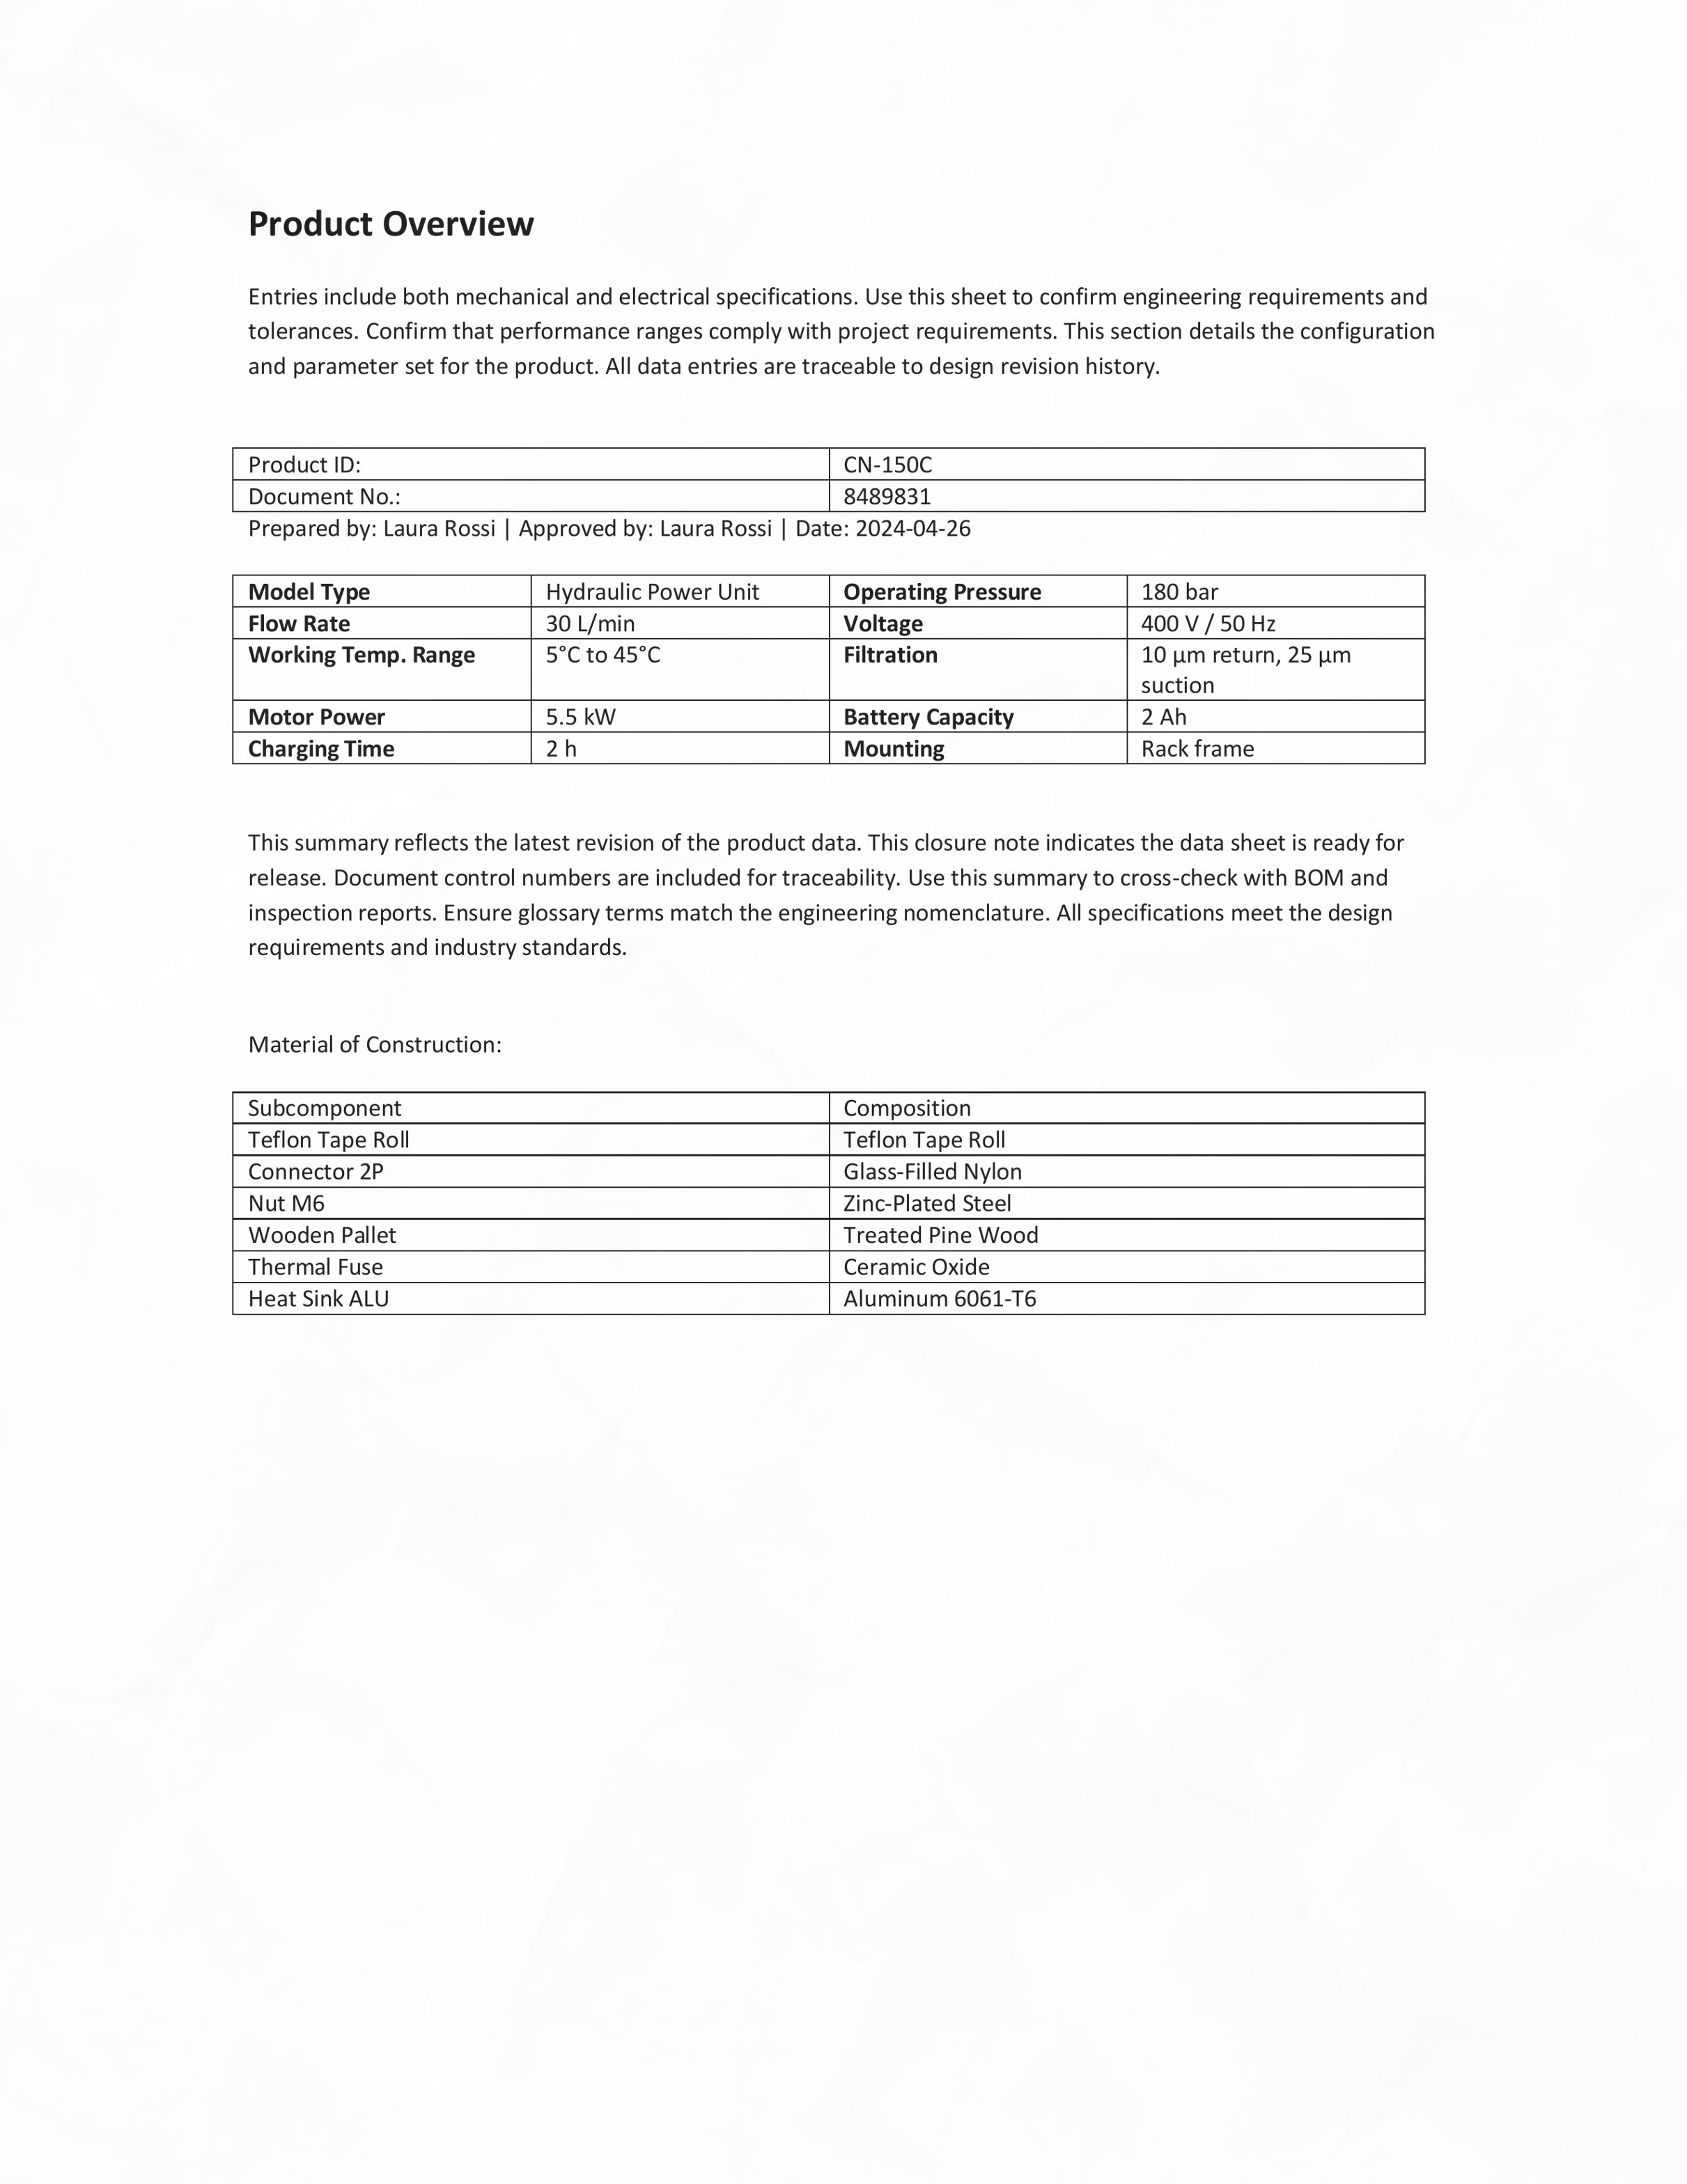 Product Overview
Entries include both mechanical and electrical specifications. Use this sheet to confirm engineering requirements and
tolerances. Confirm that performance ranges comply with project requirements. This section details the configuration
and parameter set for the product. All data entries are traceable to design revision history.
Product ID: CN-150C
Document No.: 8489831
Prepared by: Laura Rossi | Approved by: Laura Rossi | Date: 2024-04-26
Model Type Hydraulic Power Unit Operating Pressure 180 bar
Flow Rate 30 L/min Voltage 400 V / 50 Hz
Working Temp. Range 5°C to 45°C Filtration 10 µm return, 25 µm
suction
Motor Power 5.5 kW Battery Capacity 2 Ah
Charging Time 2 h Mounting Rack frame
This summary reflects the latest revision of the product data. This closure note indicates the data sheet is ready for
release. Document control numbers are included for traceability. Use this summary to cross-check with BOM and
inspection reports. Ensure glossary terms match the engineering nomenclature. All specifications meet the design
requirements and industry standards.
Material of Construction:
Subcomponent Composition
Teflon Tape Roll Teflon Tape Roll
Connector 2P Glass-Filled Nylon
Nut M6 Zinc-Plated Steel
Wooden Pallet Treated Pine Wood
Thermal Fuse Ceramic Oxide
Heat Sink ALU Aluminum 6061-T6